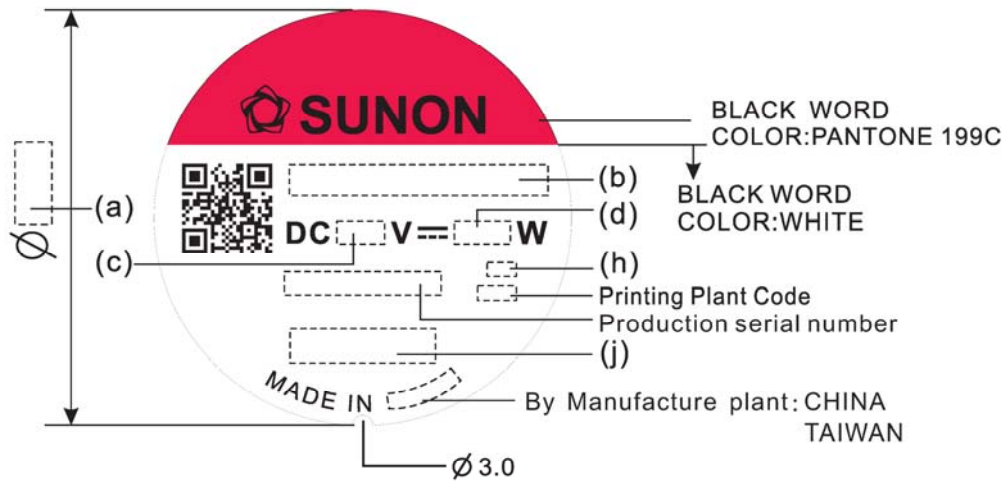 SUNON
BLACK WORD
COLOR:PANTONE 199C
BLACK WORD
COLOR:WHITE
(a)
Ø
(b)
(d)
DC V W
(c)
(h)
Printing Plant Code
Production serial number
(j)
MADE IN
By Manufacture plant: CHINA
TAIWAN
Ø 3.0